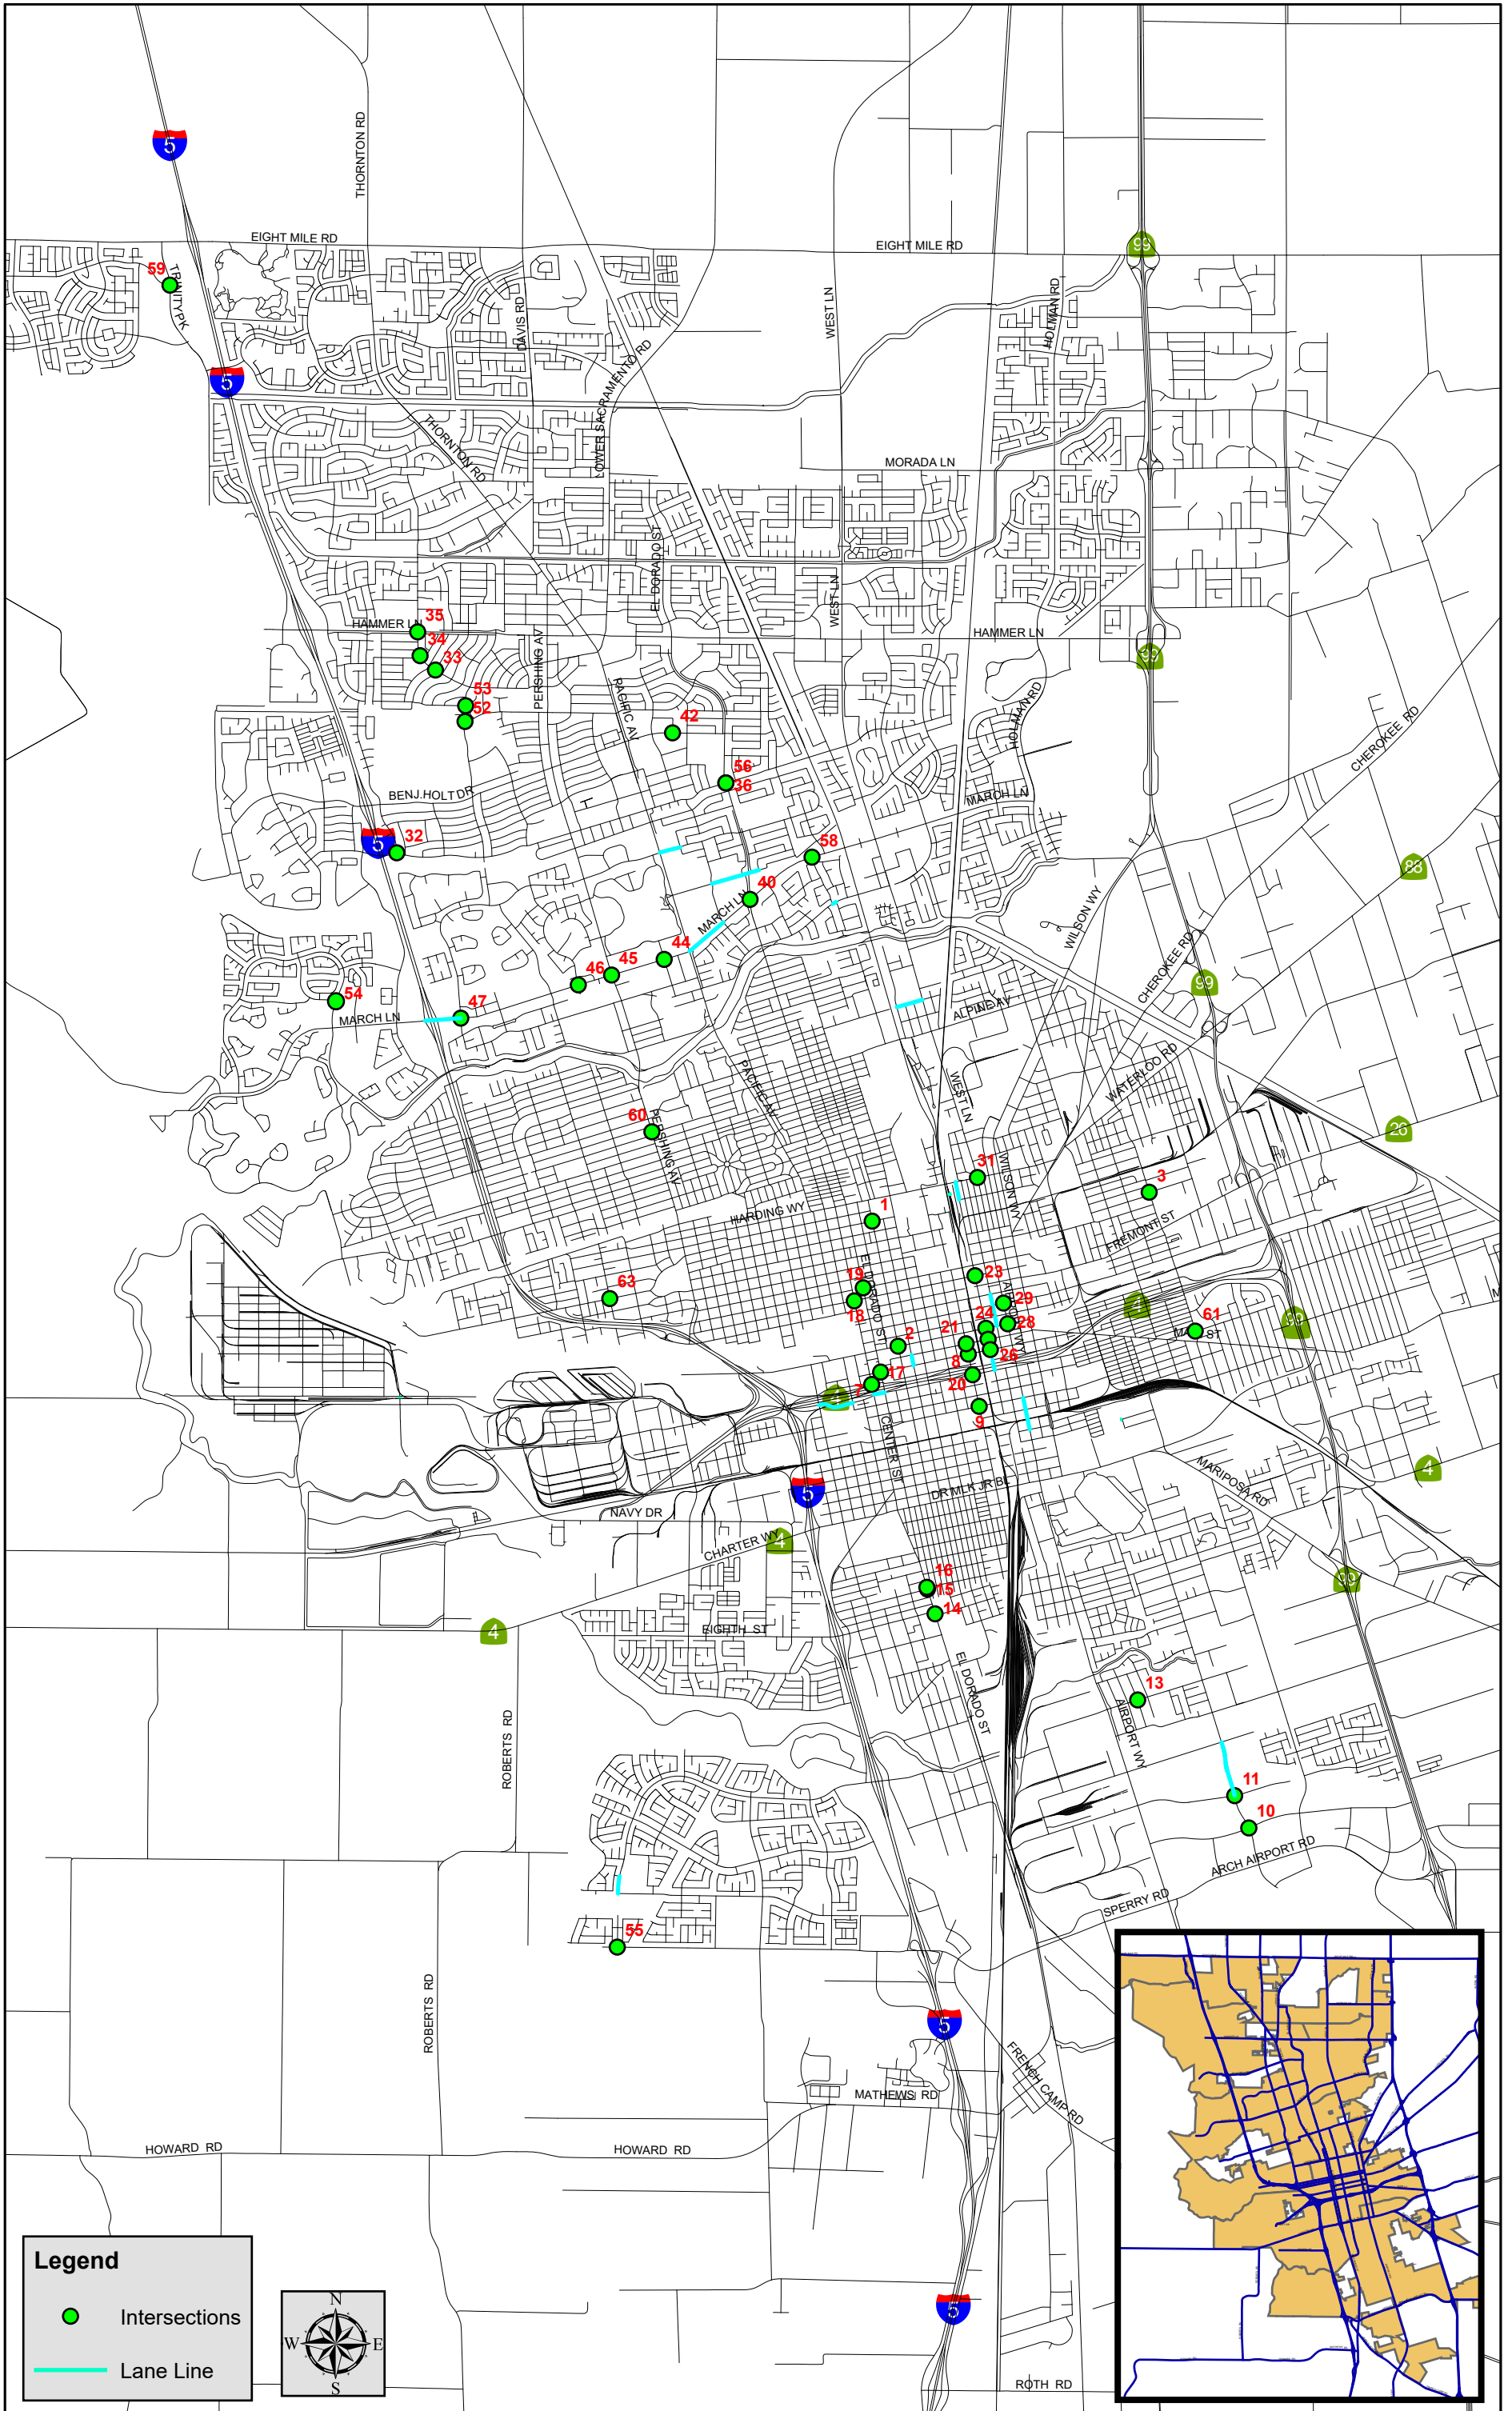 5
THORNTON RD
EIGHT MILE RD
EIGHT MILE RD
99
59
TRINITY PK
DAVIS RD
WEST LN
HOLMAN RD
LOWER SACRAMENTO RD
5
THORNTON RD
MORADA LN
EL DORADO ST
WEST LN
35
HAMMER LN
HAMMER LN
34
33
99
PERSHING AV
53
52
PACIFIC AV
42
HOLMAN RD
CHEROKEE RD
56
36
BENJ.HOLT DR
MARCH LN
5
32
58
88
40
MARCH LN
WILSON WY
44
45
46
CHEROKEE RD
99
54
47
MARCH LN
ALPINE AV
PACIFIC AV
WEST LN
WATERLOO RD
60
PERSHING AV
26
31
WILSON WY
3
1
HARDING WY
FREMONT ST
19
EL DORADO ST
23
63
18
29
4
24
28
61
99
MAIN ST
2
21
26
8
17
20
7
4
9
CENTER ST
DR MLK JR BL
MARIPOSA RD
4
5
NAVY DR
CHARTER WY
4
99
16
15
14
4
EIGHTH ST
EL DORADO ST
13
AIRPORT WY
ROBERTS RD
11
10
ARCH AIRPORT RD
SPERRY RD
55
ROBERTS RD
5
FRENCH CAMP RD
MATHEWS RD
HOWARD RD
HOWARD RD
Legend
Intersections
Lane Line
N
W
E
S
5
ROTH RD